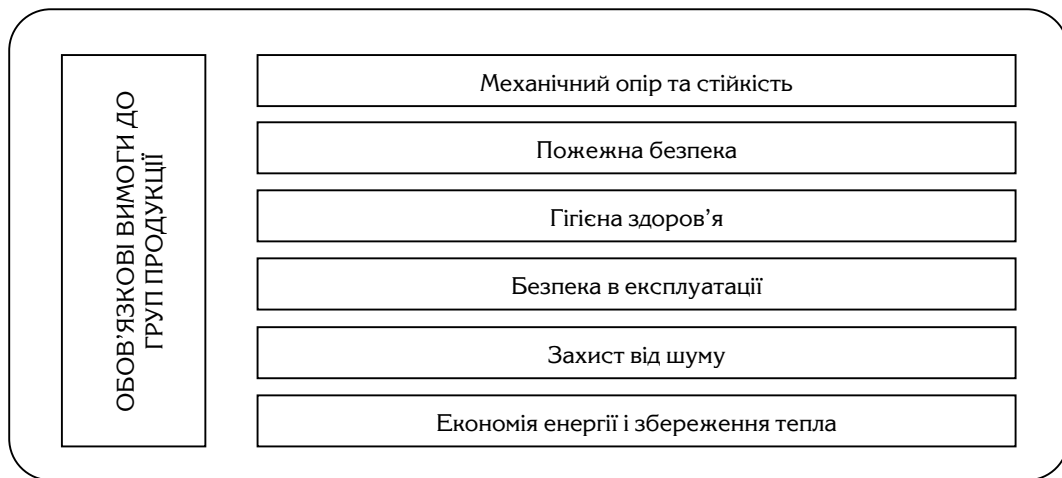 ОБОВ’ЯЗКОВІ ВИМОГИ ДО
ГРУП ПРОДУКЦІЇ
Механічний опір та стійкість
Пожежна безпека
Гігієна здоров’я
Безпека в експлуатації
Захист від шуму
Економія енергії і збереження тепла